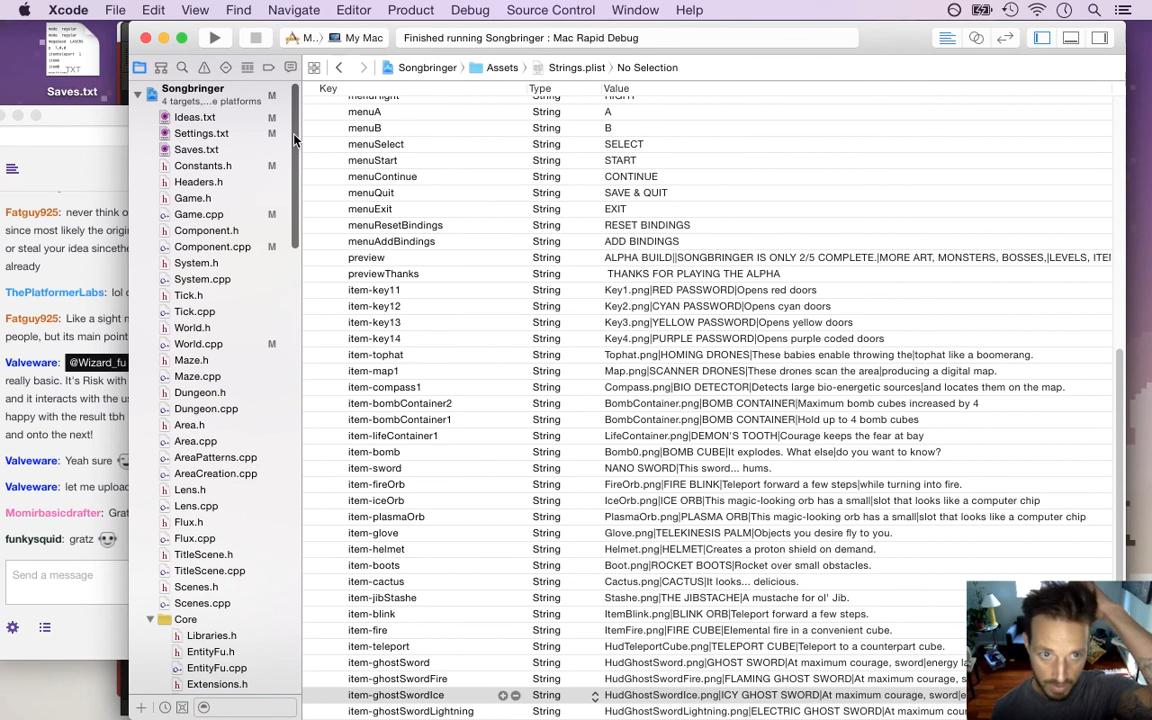 Xcode File Edit View Find Navigate Editor Product Debug Source Control Window Help
M... My Mac
Finished running Songbringer : Mac Rapid Debug
Songbringer Assets Strings.plist No Selection
TXT
Saves.txt
Fatguy925: never think o
since most likely the origin
or steal your idea sincethe
already
ThePlatformerLabs: lol
Fatguy925: Like a sight
people, but its main point
Valveware: @Wizard_fu
really basic. It's Risk with
and it interacts with the us
happy with the result tbh
and onto the next!
Valveware: Yeah sure
Valveware: let me upload
Momirbasicdrafter: Grat
funkysquid: gratz
Send a message
Songbringer M
4 targets,...e platforms
Ideas.txt M
Settings.txt M
Saves.txt
Constants.h M
Headers.h
Game.h
Game.cpp M
Component.h
Component.cpp M
System.h
System.cpp
Tick.h
Tick.cpp
World.h
World.cpp M
Maze.h
Maze.cpp
Dungeon.h
Dungeon.cpp
Area.h
Area.cpp
AreaPatterns.cpp
AreaCreation.cpp
Lens.h
Lens.cpp
Flux.h
Flux.cpp
TitleScene.h
TitleScene.cpp
Scenes.h
Scenes.cpp
Core
Libraries.h
EntityFu.h
EntityFu.cpp
Extensions.h
Key Type Value
menuRight String RIGHT
menuA String A
menuB String B
menuSelect String SELECT
menuStart String START
menuContinue String CONTINUE
menuQuit String SAVE & QUIT
menuExit String EXIT
menuResetBindings String RESET BINDINGS
menuAddBindings String ADD BINDINGS
preview String ALPHA BUILD||SONGBRINGER IS ONLY 2/5 COMPLETE.|MORE ART, MONSTERS, BOSSES,|LEVELS, ITE
previewThanks String THANKS FOR PLAYING THE ALPHA
item-key11 String Key1.png|RED PASSWORD|Opens red doors
item-key12 String Key2.png|CYAN PASSWORD|Opens cyan doors
item-key13 String Key3.png|YELLOW PASSWORD|Opens yellow doors
item-key14 String Key4.png|PURPLE PASSWORD|Opens purple coded doors
item-tophat String Tophat.png|HOMING DRONES|These babies enable throwing the|tophat like a boomerang.
item-map1 String Map.png|SCANNER DRONES|These drones scan the area|producing a digital map.
item-compass1 String Compass.png|BIO DETECTOR|Detects large bio-energetic sources|and locates them on the map.
item-bombContainer2 String BombContainer.png|BOMB CONTAINER|Maximum bomb cubes increased by 4
item-bombContainer1 String BombContainer.png|BOMB CONTAINER|Hold up to 4 bomb cubes
item-lifeContainer1 String LifeContainer.png|DEMON'S TOOTH|Courage keeps the fear at bay
item-bomb String Bomb0.png|BOMB CUBE|It explodes. What else|do you want to know?
item-sword String NANO SWORD|This sword... hums.
item-fireOrb String FireOrb.png|FIRE BLINK|Teleport forward a few steps|while turning into fire.
item-iceOrb String IceOrb.png|ICE ORB|This magic-looking orb has a small|slot that looks like a computer chip
item-plasmaOrb String PlasmaOrb.png|PLASMA ORB|This magic-looking orb has a small|slot that looks like a computer chip
item-glove String Glove.png|TELEKINESIS PALM|Objects you desire fly to you.
item-helmet String Helmet.png|HELMET|Creates a proton shield on demand.
item-boots String Boot.png|ROCKET BOOTS|Rocket over small obstacles.
item-cactus String Cactus.png|CACTUS|It looks... delicious.
item-jibStashe String Stashe.png|THE JIBSTACHE|A mustache for ol' Jib.
item-blink String ItemBlink.png|BLINK ORB|Teleport forward a few steps.
item-fire String ItemFire.png|FIRE CUBE|Elemental fire in a convenient cube.
item-teleport String HudTeleportCube.png|TELEPORT CUBE|Teleport to a counterpart cube.
item-ghostSword String HudGhostSword.png|GHOST SWORD|At maximum courage, sword|energy la
item-ghostSwordFire String HudGhostSwordFire.png|FLAMING GHOST SWORD|At maximum courage
item-ghostSwordIce String HudGhostSwordIce.png|ICY GHOST SWORD|At maximum courage, sword|e
item-ghostSwordLightning String HudGhostSwordLightning.png|ELECTRIC GHOST SWORD|At maximum